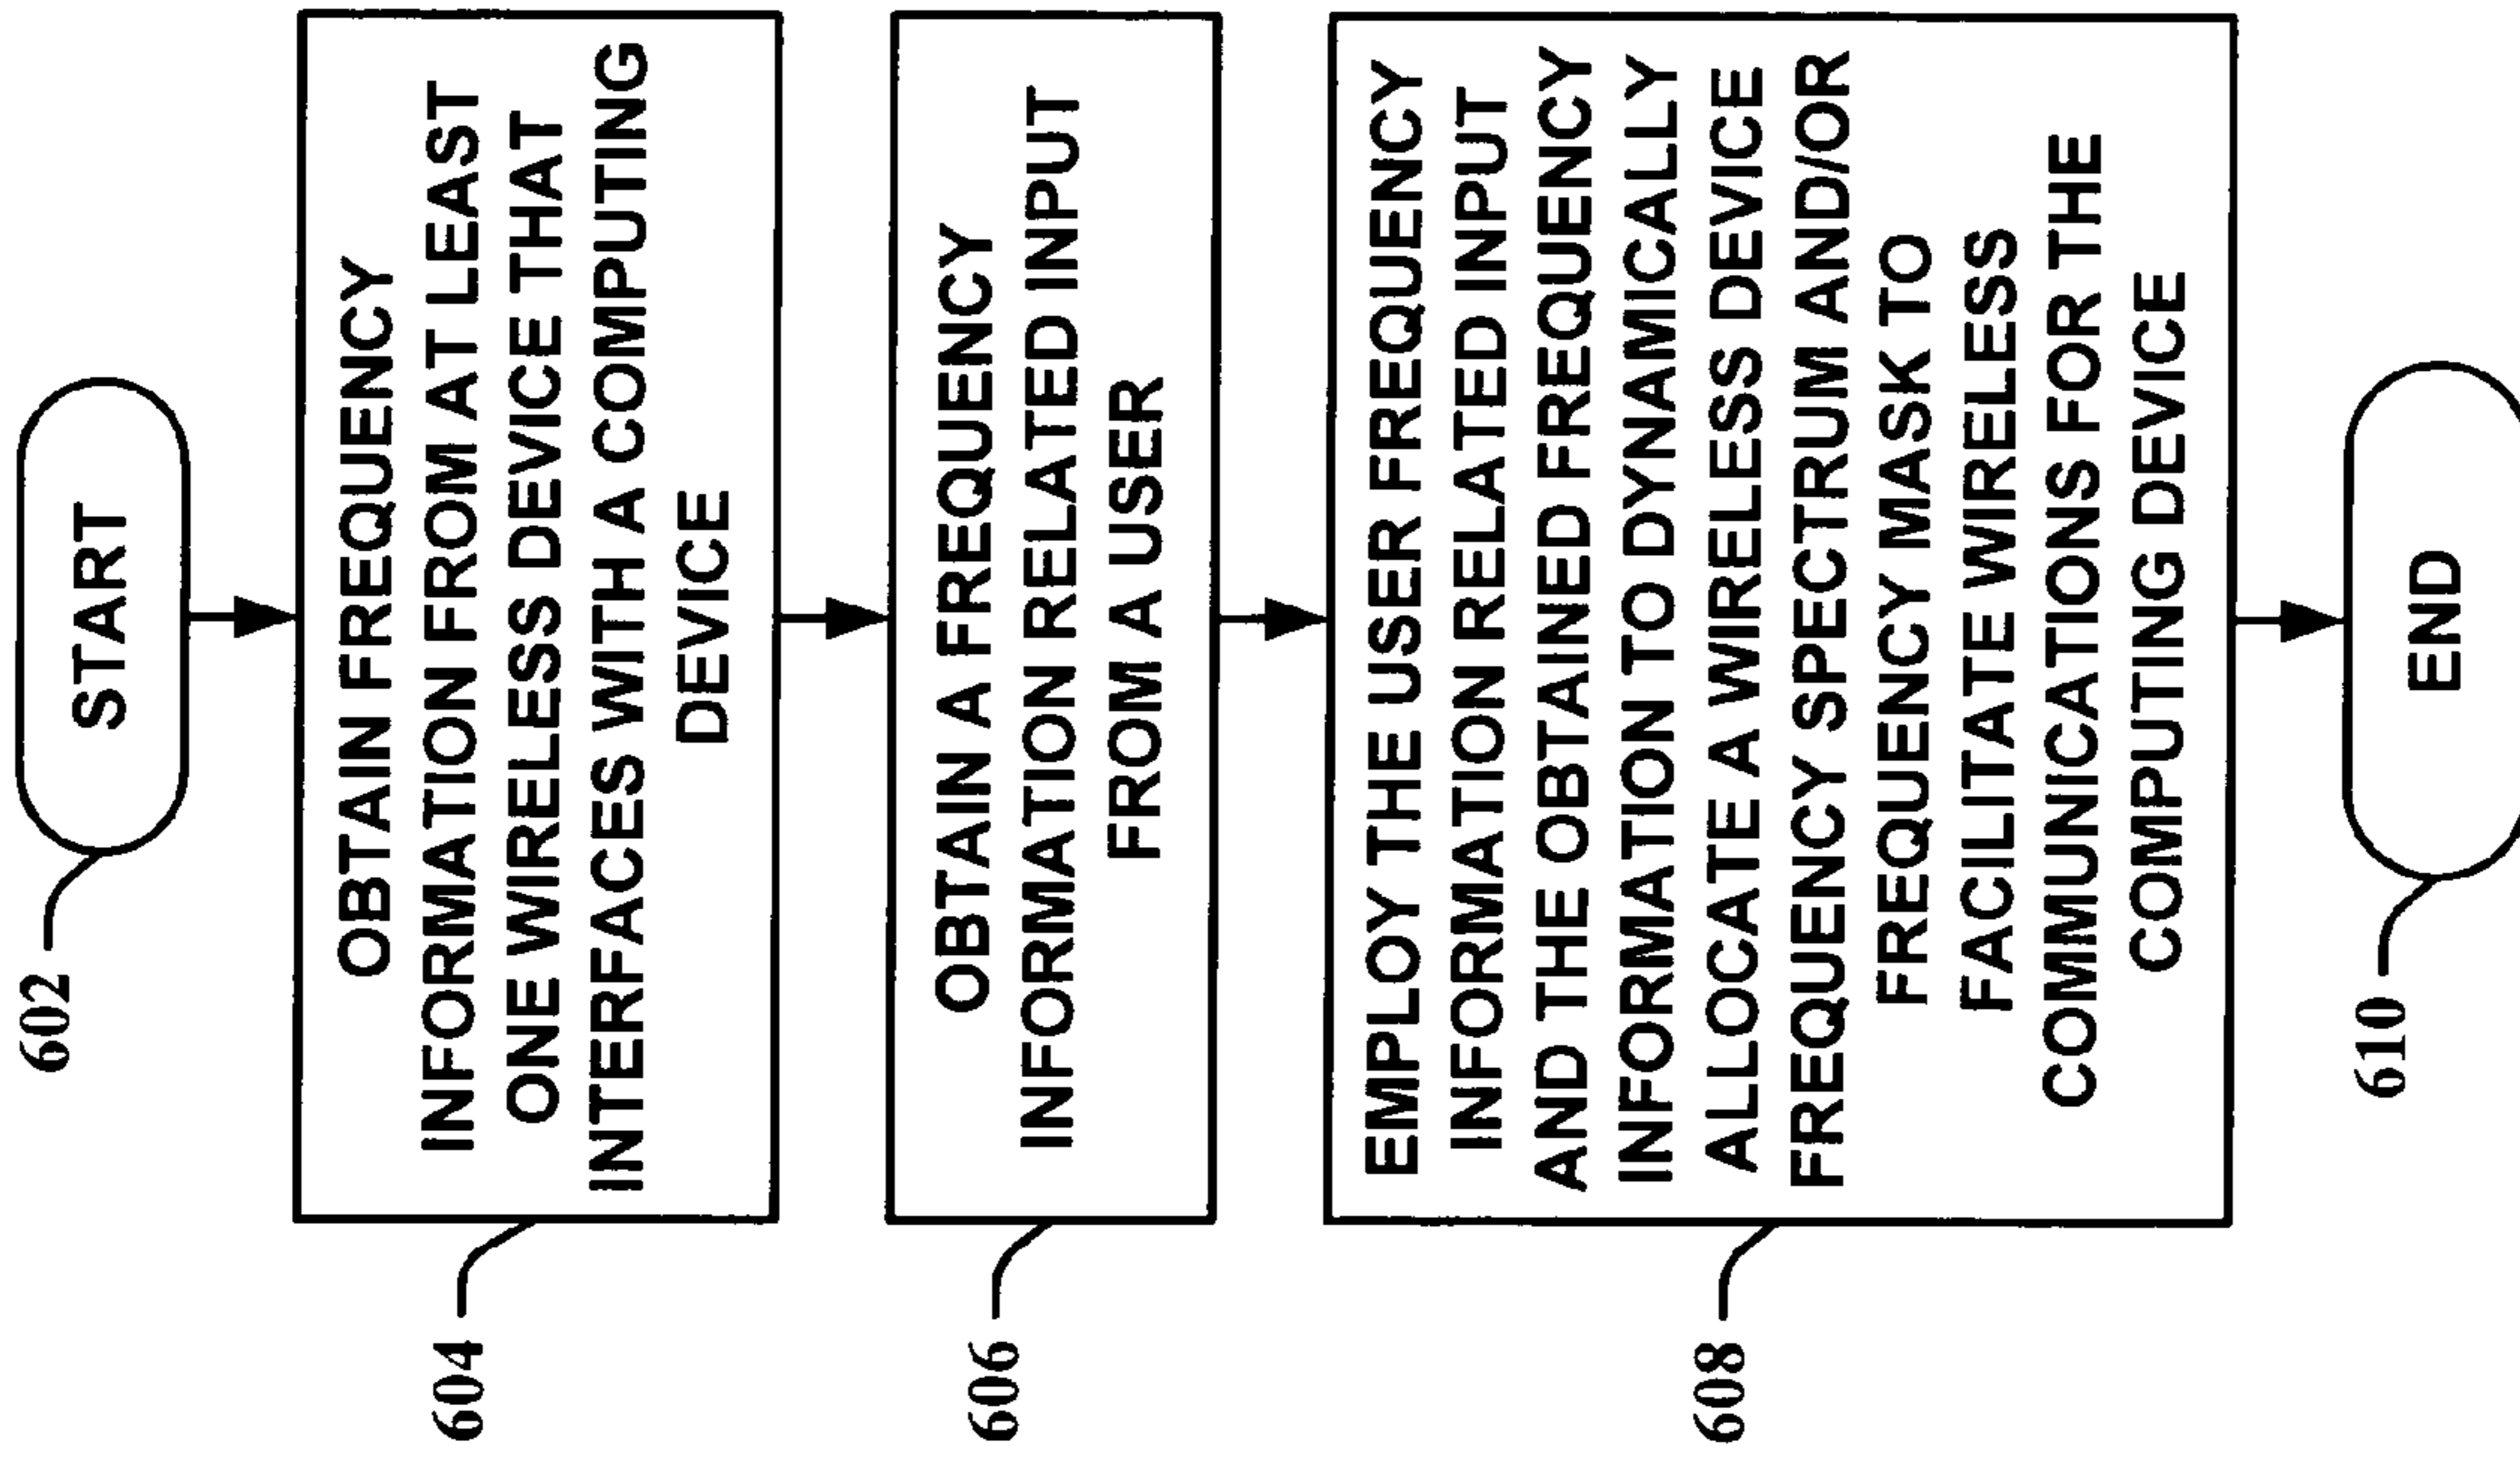 602
START
604
OBTAIN FREQUENCY
INFORMATION FROM AT LEAST
ONE WIRELESS DEVICE THAT
INTERFACES WITH A COMPUTING
DEVICE
606
OBTAIN A FREQUENCY
INFORMATION RELATED INPUT
FROM A USER
608
EMPLOY THE USER FREQUENCY
INFORMATION RELATED INPUT
AND THE OBTAINED FREQUENCY
INFORMATION TO DYNAMICALLY
ALLOCATE A WIRELESS DEVICE
FREQUENCY SPECTRUM AND/OR
FREQUENCY MASK TO
FACILITATE WIRELESS
COMMUNICATIONS FOR THE
COMPUTING DEVICE
610
END